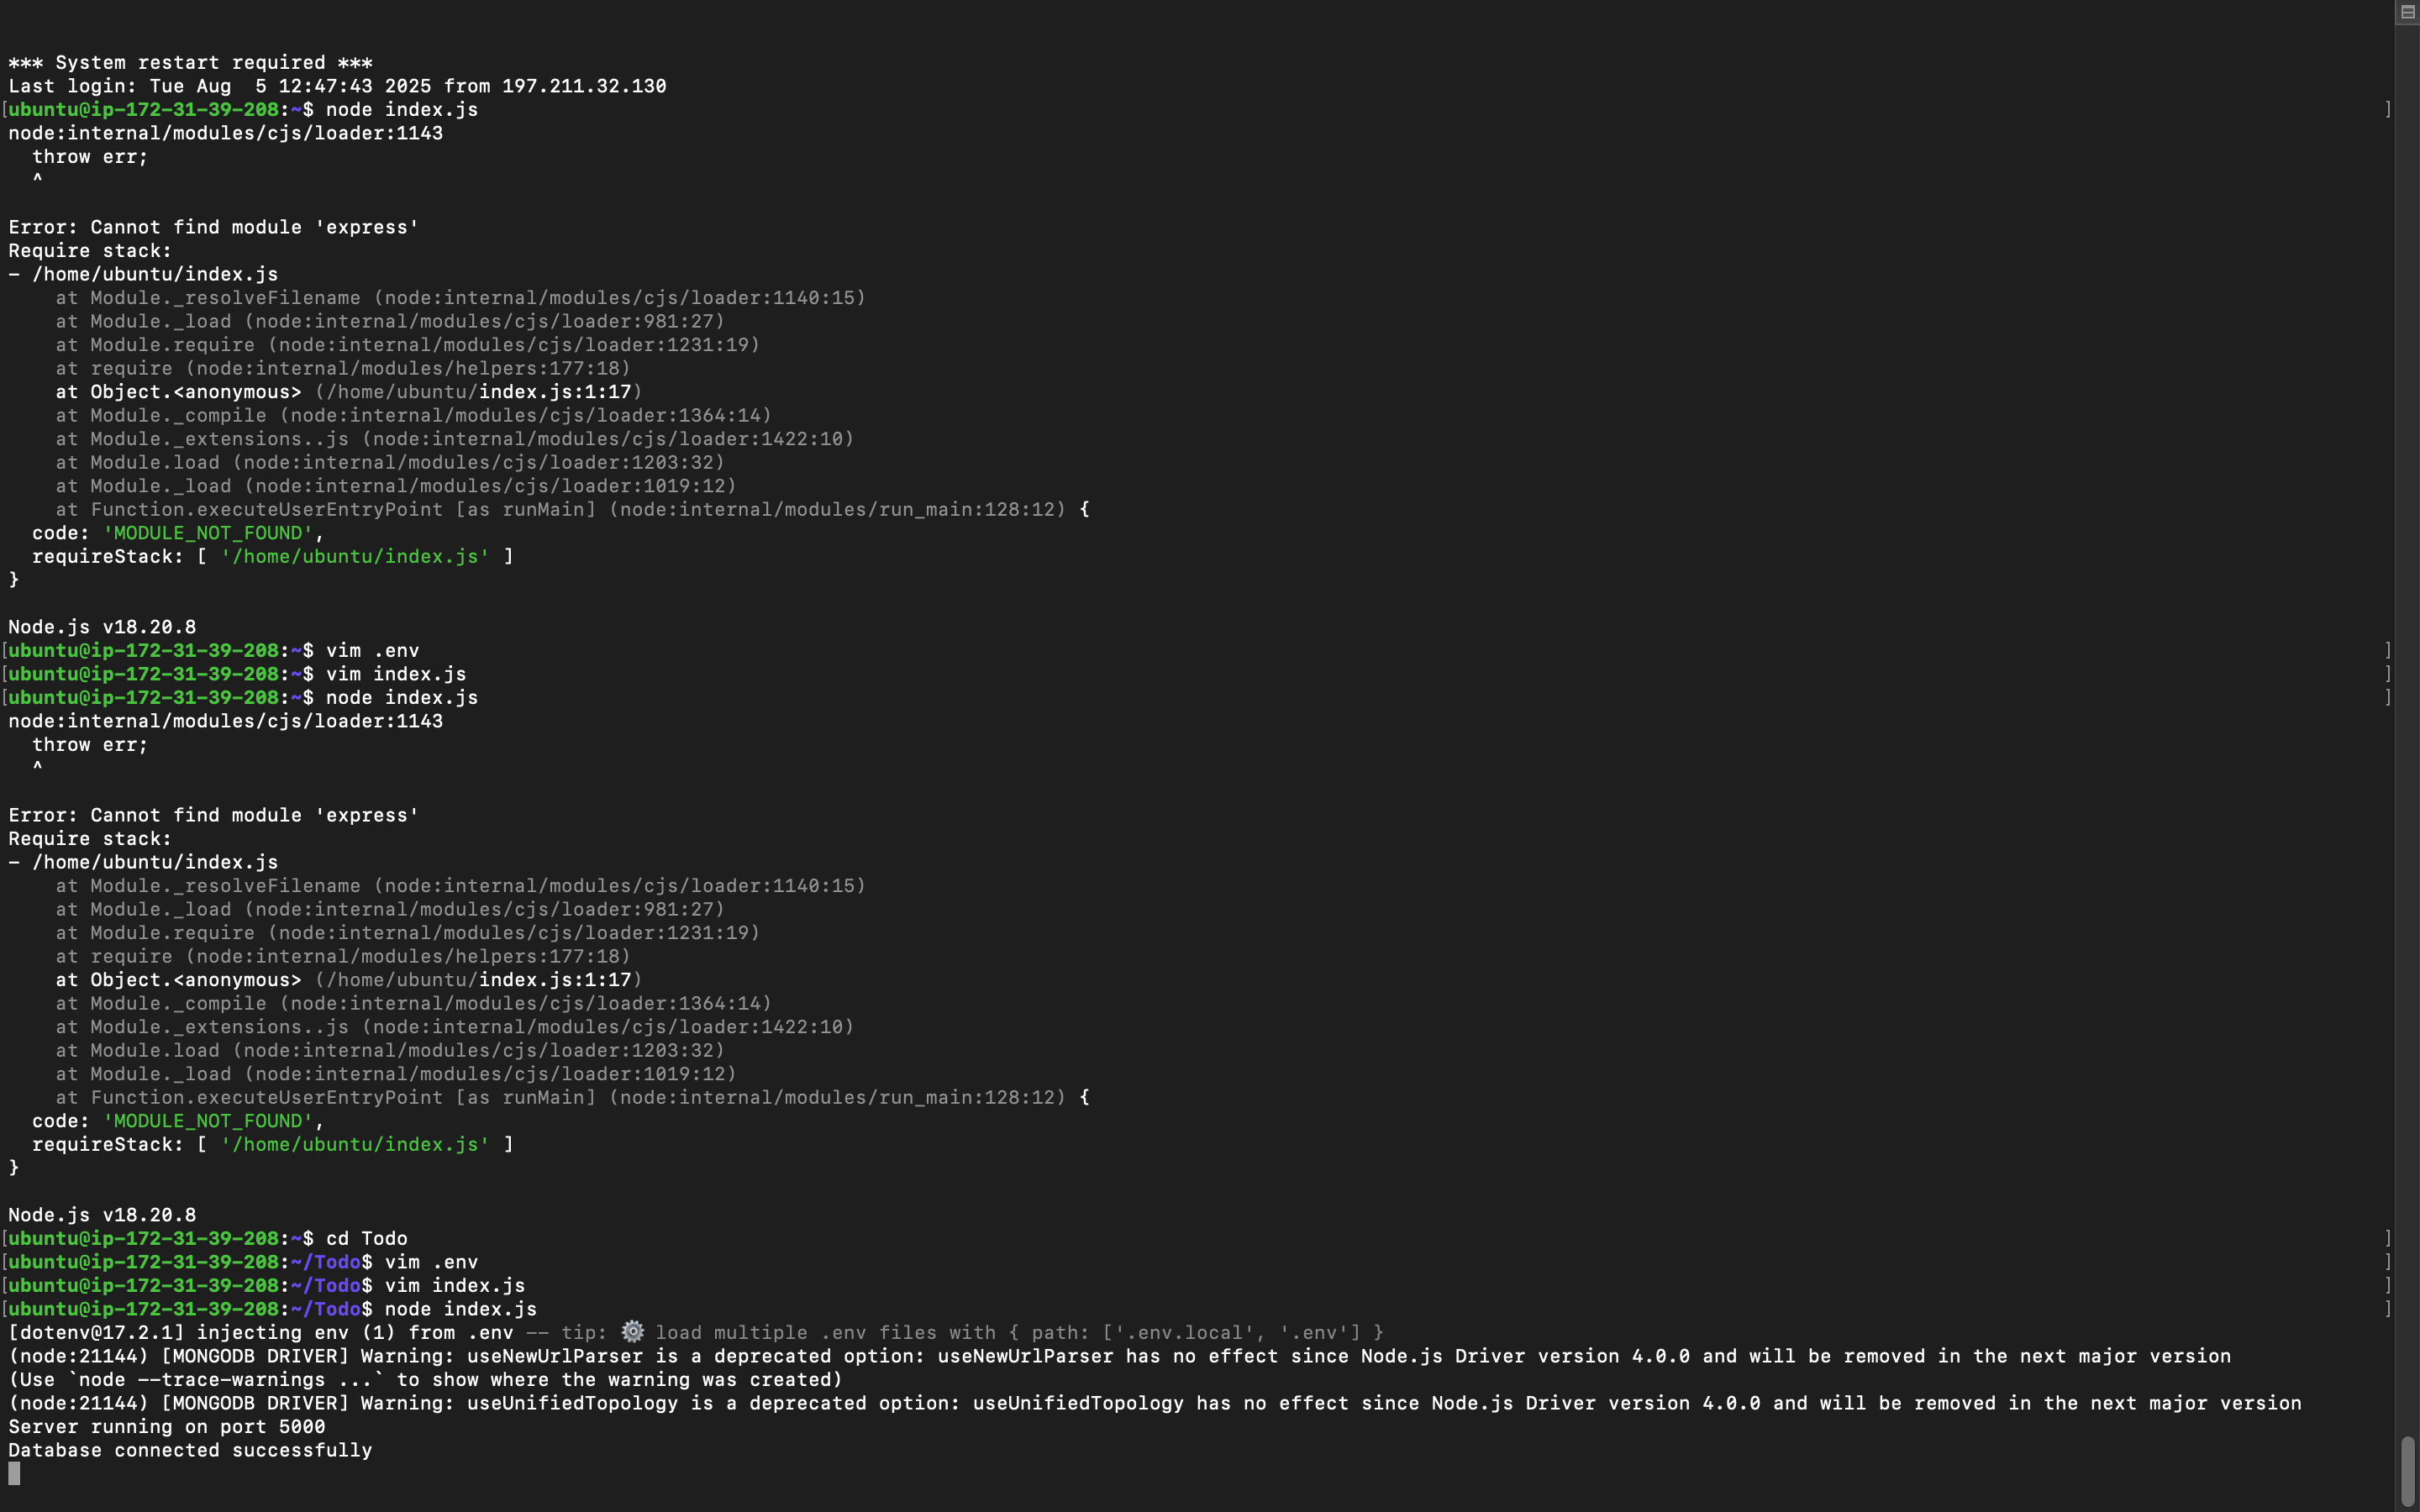 *** System restart required ***
Last login: Tue Aug  5 12:47:43 2025 from 197.211.32.130
[ubuntu@ip-172-31-39-208:~$ node index.js ]
node:internal/modules/cjs/loader:1143
  throw err;
  ^

Error: Cannot find module 'express'
Require stack:
- /home/ubuntu/index.js
    at Module._resolveFilename (node:internal/modules/cjs/loader:1140:15)
    at Module._load (node:internal/modules/cjs/loader:981:27)
    at Module.require (node:internal/modules/cjs/loader:1231:19)
    at require (node:internal/modules/helpers:177:18)
    at Object.<anonymous> (/home/ubuntu/index.js:1:17)
    at Module._compile (node:internal/modules/cjs/loader:1364:14)
    at Module._extensions..js (node:internal/modules/cjs/loader:1422:10)
    at Module.load (node:internal/modules/cjs/loader:1203:32)
    at Module._load (node:internal/modules/cjs/loader:1019:12)
    at Function.executeUserEntryPoint [as runMain] (node:internal/modules/run_main:128:12) {
  code: 'MODULE_NOT_FOUND',
  requireStack: [ '/home/ubuntu/index.js' ]
}

Node.js v18.20.8
[ubuntu@ip-172-31-39-208:~$ vim .env ]
[ubuntu@ip-172-31-39-208:~$ vim index.js ]
[ubuntu@ip-172-31-39-208:~$ node index.js ]
node:internal/modules/cjs/loader:1143
  throw err;
  ^

Error: Cannot find module 'express'
Require stack:
- /home/ubuntu/index.js
    at Module._resolveFilename (node:internal/modules/cjs/loader:1140:15)
    at Module._load (node:internal/modules/cjs/loader:981:27)
    at Module.require (node:internal/modules/cjs/loader:1231:19)
    at require (node:internal/modules/helpers:177:18)
    at Object.<anonymous> (/home/ubuntu/index.js:1:17)
    at Module._compile (node:internal/modules/cjs/loader:1364:14)
    at Module._extensions..js (node:internal/modules/cjs/loader:1422:10)
    at Module.load (node:internal/modules/cjs/loader:1203:32)
    at Module._load (node:internal/modules/cjs/loader:1019:12)
    at Function.executeUserEntryPoint [as runMain] (node:internal/modules/run_main:128:12) {
  code: 'MODULE_NOT_FOUND',
  requireStack: [ '/home/ubuntu/index.js' ]
}

Node.js v18.20.8
[ubuntu@ip-172-31-39-208:~$ cd Todo ]
[ubuntu@ip-172-31-39-208:~/Todo$ vim .env ]
[ubuntu@ip-172-31-39-208:~/Todo$ vim index.js ]
[ubuntu@ip-172-31-39-208:~/Todo$ node index.js ]
[dotenv@17.2.1] injecting env (1) from .env -- tip: ⚙️ load multiple .env files with { path: ['.env.local', '.env'] }
(node:21144) [MONGODB DRIVER] Warning: useNewUrlParser is a deprecated option: useNewUrlParser has no effect since Node.js Driver version 4.0.0 and will be removed in the next major version
(Use `node --trace-warnings ...` to show where the warning was created)
(node:21144) [MONGODB DRIVER] Warning: useUnifiedTopology is a deprecated option: useUnifiedTopology has no effect since Node.js Driver version 4.0.0 and will be removed in the next major version
Server running on port 5000
Database connected successfully